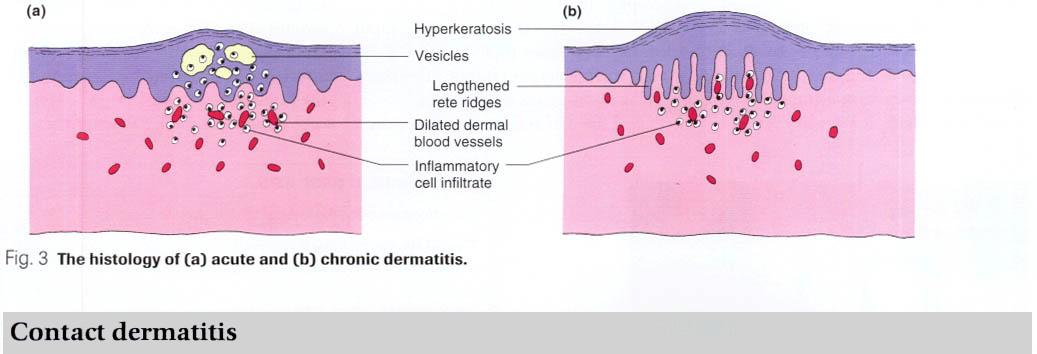 (a)
(b)
Hyperkeratosis
Vesicles
Lengthened
rete ridges
Dilated dermal
blood vessels
Inflammatory
cell infiltrate
Fig. 3 The histology of (a) acute and (b) chronic dermatitis.
Contact dermatitis